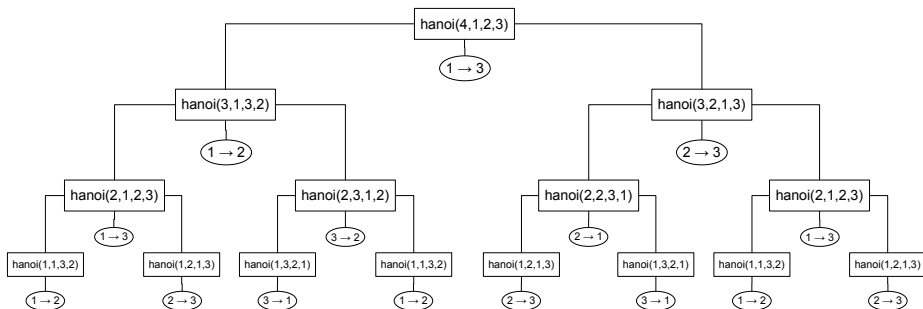 hanoi(4,1,2,3)
1 → 3
hanoi(3,1,3,2)
hanoi(3,2,1,3)
1 → 2
2 → 3
hanoi(2,1,2,3)
hanoi(2,3,1,2)
hanoi(2,2,3,1)
hanoi(2,1,2,3)
1 → 3
3 → 2
2 → 1
1 → 3
hanoi(1,1,3,2)
hanoi(1,2,1,3)
hanoi(1,3,2,1)
hanoi(1,1,3,2)
hanoi(1,2,1,3)
hanoi(1,3,2,1)
hanoi(1,1,3,2)
hanoi(1,2,1,3)
1 → 2
2 → 3
3 → 1
1 → 2
2 → 3
3 → 1
1 → 2
2 → 3